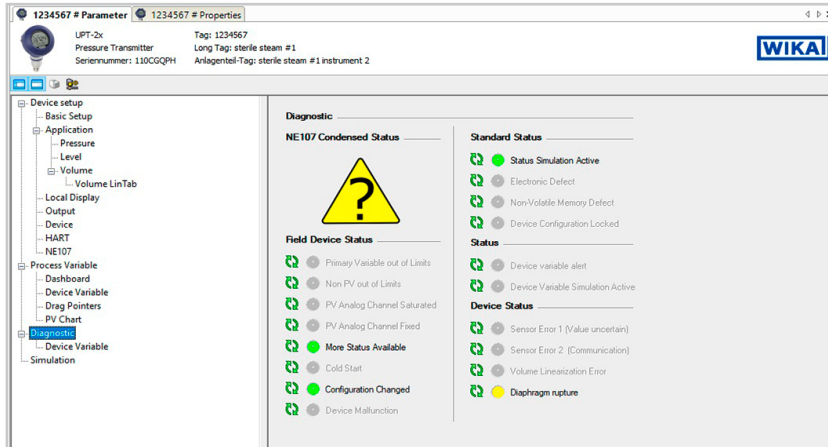 1234567 # Parameter
1234567 # Properties
UPT-2x
Tag: 1234567
Pressure Transmitter
Long Tag: sterile steam #1
Seriennummer: 110CGQPH
Anlagenteil-Tag: sterile steam #1 instrument 2
WIKAI
Device setup
Basic Setup
Application
Pressure
Level
Volume
Volume LinTab
Local Display
Output
Device
HART
NE107
Process Variable
Dashboard
Device Variable
Drag Pointers
PV Chart
Diagnostic
Device Variable
Simulation
Diagnostic
NE107 Condensed Status
?
Field Device Status
Primary Variable out of Limits
Non PV out of Limits
PV Analog Channel Saturated
PV Analog Channel Fixed
More Status Available
Cold Start
Configuration Changed
Device Malfunction
Standard Status
Status Simulation Active
Electronic Defect
Non-Volatile Memory Defect
Device Configuration Locked
Status
Device variable alert
Device Variable Simulation Active
Device Status
Sensor Error 1 (Value uncertain)
Sensor Error 2 (Communication)
Volume Linearization Error
Diaphragm rupture